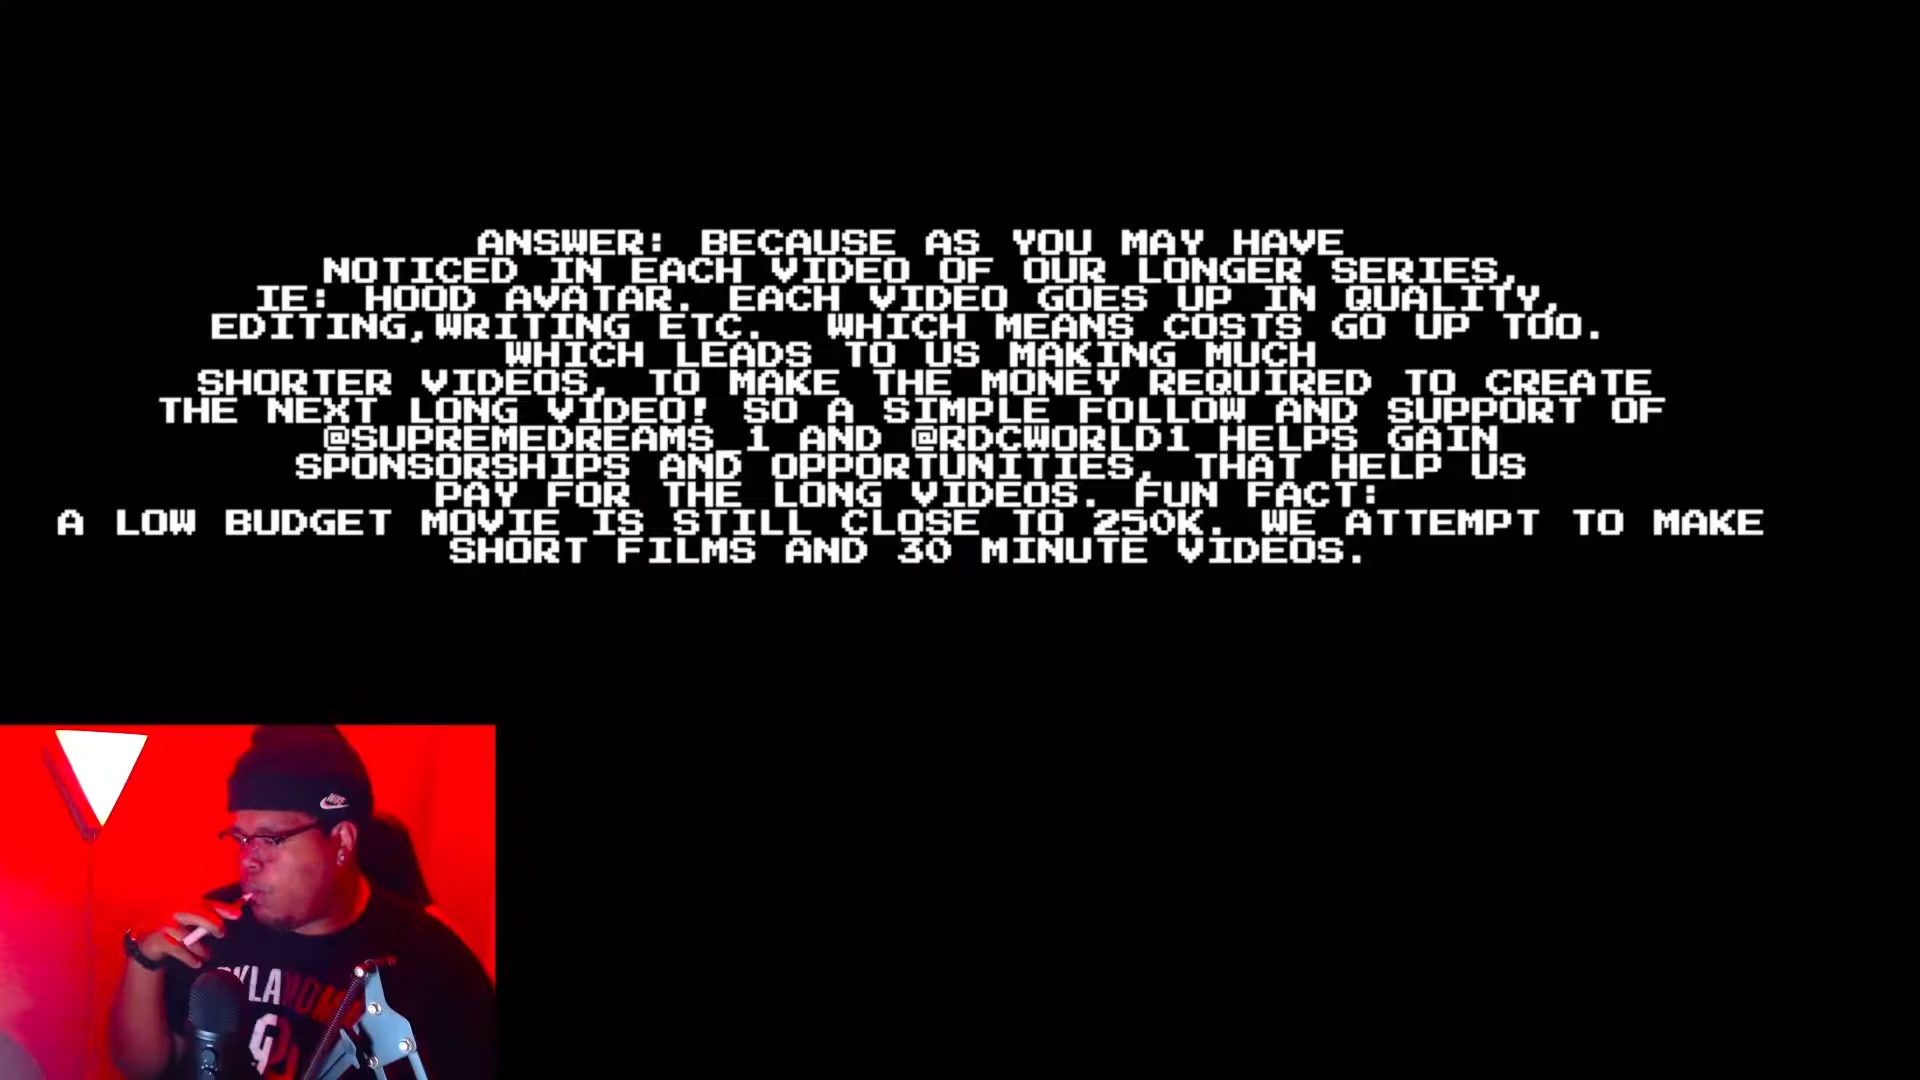 ANSWER: BECAUSE AS YOU MAY HAVE
NOTICED IN EACH VIDEO OF OUR LONGER SERIES,
IE: HOOD AVATAR. EACH VIDEO GOES UP IN QUALITY,
EDITING,WRITING ETC. WHICH MEANS COSTS GO UP TOO.
WHICH LEADS TO US MAKING MUCH
SHORTER VIDEOS, TO MAKE THE MONEY REQUIRED TO CREATE
THE NEXT LONG VIDEO! SO A SIMPLE FOLLOW AND SUPPORT OF
@SUPREMEDREAMS_1 AND @RDCWORLD1 HELPS GAIN
SPONSORSHIPS AND OPPORTUNITIES, THAT HELP US
PAY FOR THE LONG VIDEOS. FUN FACT:
A LOW BUDGET MOVIE IS STILL CLOSE TO 250K. WE ATTEMPT TO MAKE
SHORT FILMS AND 30 MINUTE VIDEOS.
NIKE